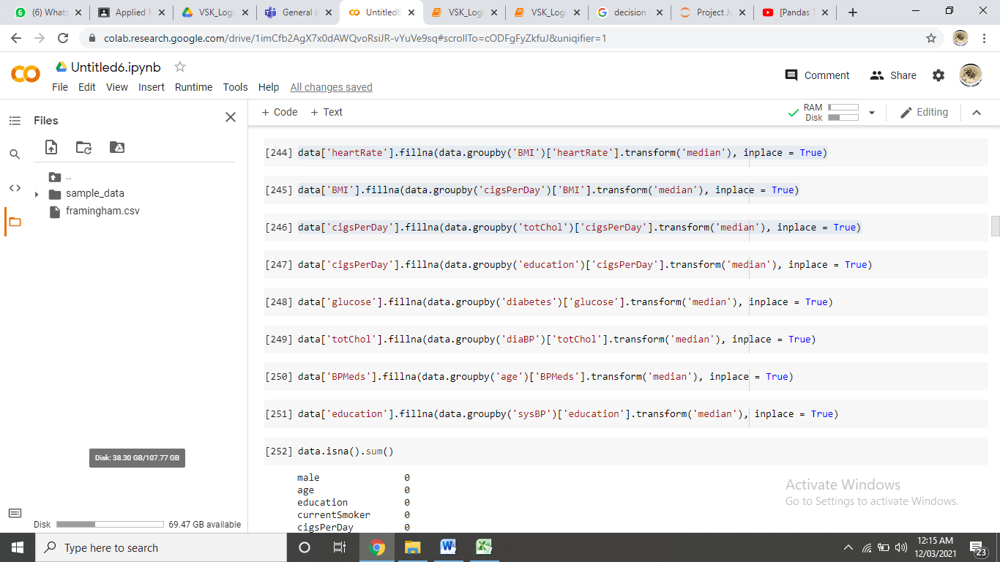 (6) Whats
Applied M
VSK_Logi
General (
Untitled6
VSK_Logi
VSK_Logi
decision
Project Ju
[Pandas T
colab.research.google.com/drive/1imCfb2AgX7x0dAWQvoRsiJR-vYuVe9sq#scrollTo=cODFgFyZkfuJ&uniqifier=1
Untitled6.ipynb
File Edit View Insert Runtime Tools Help All changes saved
Comment Share
Files
+ Code + Text
RAM
Disk
Editing
..
sample_data
framingham.csv
[244] data['heartRate'].fillna(data.groupby('BMI')['heartRate'].transform('median'), inplace = True)
[245] data['BMI'].fillna(data.groupby('cigsPerDay')['BMI'].transform('median'), inplace = True)
[246] data['cigsPerDay'].fillna(data.groupby('totChol')['cigsPerDay'].transform('median'), inplace = True)
[247] data['cigsPerDay'].fillna(data.groupby('education')['cigsPerDay'].transform('median'), inplace = True)
[248] data['glucose'].fillna(data.groupby('diabetes')['glucose'].transform('median'), inplace = True)
[249] data['totChol'].fillna(data.groupby('diaBP')['totChol'].transform('median'), inplace = True)
[250] data['BPMeds'].fillna(data.groupby('age')['BPMeds'].transform('median'), inplace = True)
[251] data['education'].fillna(data.groupby('sysBP')['education'].transform('median'), inplace = True)
[252] data.isna().sum()
male 0
age 0
education 0
currentSmoker 0
cigsPerDay 0
Disk: 38.30 GB/107.77 GB
Disk 69.47 GB available
Activate Windows
Go to Settings to activate Windows.
Type here to search
12:15 AM
12/03/2021
23